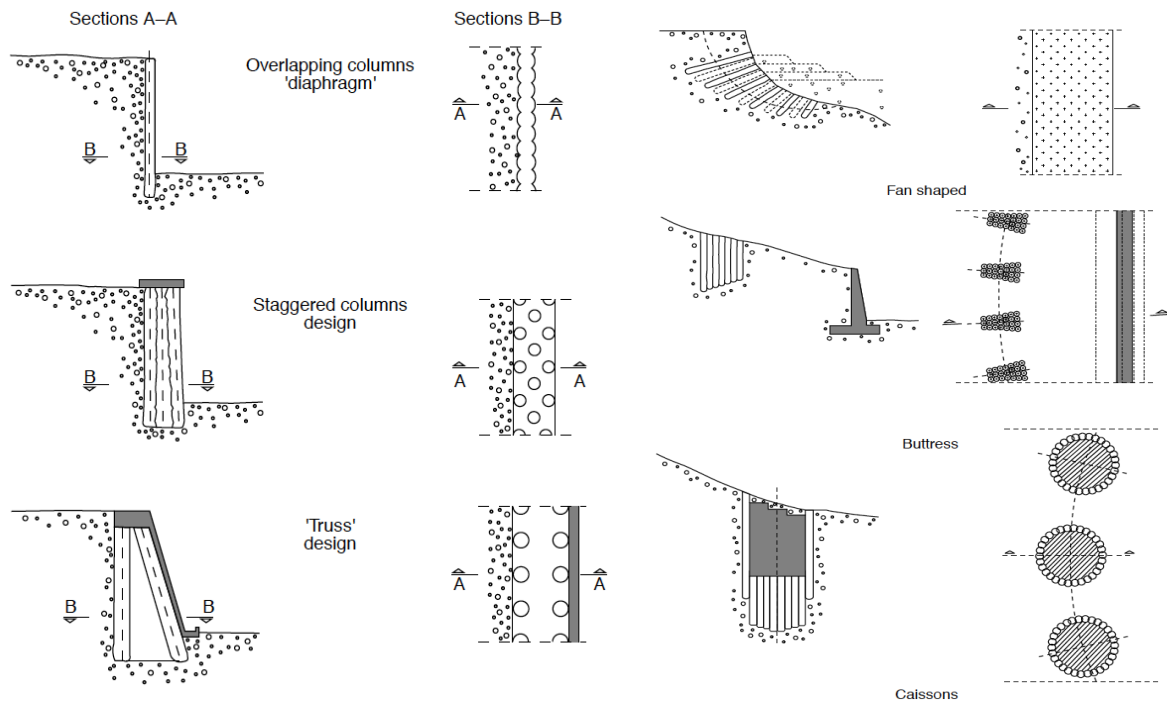 Sections A–A
Sections B–B
Overlapping columns
'diaphragm'
B B
A A
Staggered columns
design
B B
A A
'Truss'
design
B B
A A
Fan shaped
Buttress
Caissons